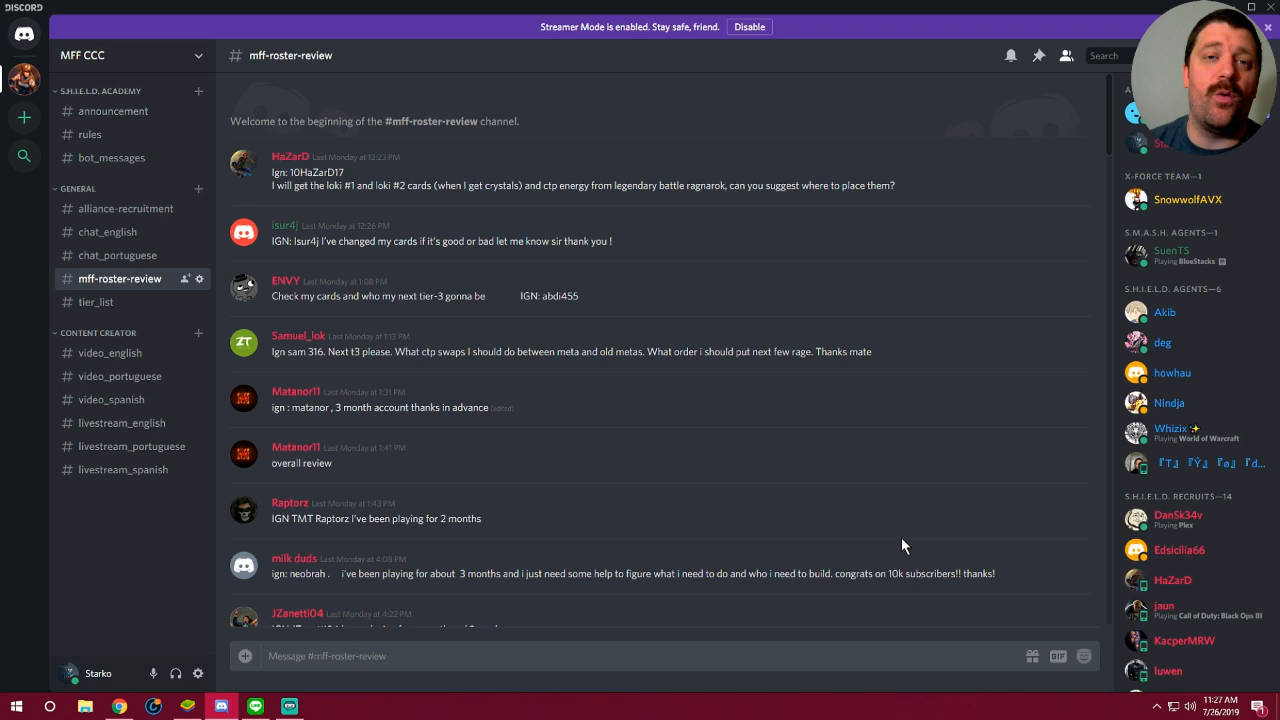 DISCORD
Streamer Mode is enabled. Stay safe, friend.
Disable
MFF CCC
# mff-roster-review
Search
S.H.I.E.L.D. ACADEMY
# announcement
# rules
# bot_messages
GENERAL
# alliance-recruitment
# chat_english
# chat_portuguese
# mff-roster-review
# tier_list
CONTENT CREATOR
# video_english
# video_portuguese
# video_spanish
# livestream_english
# livestream_portuguese
# livestream_spanish
Starko
Welcome to the beginning of the #mff-roster-review channel.
HaZarD Last Monday at 12:23 PM
Ign: 10HaZarD17
I will get the loki #1 and loki #2 cards (when I get crystals) and ctp energy from legendary battle ragnarok, can you suggest where to place them?
isur4j Last Monday at 12:26 PM
IGN: Isur4j I've changed my cards if it's good or bad let me know sir thank you !
ENVY Last Monday at 1:08 PM
Check my cards and who my next tier-3 gonna be IGN: abdi455
Samuel_lok Last Monday at 1:13 PM
Ign sam 316. Next t3 please. What ctp swaps I should do between meta and old metas. What order i should put next few rage. Thanks mate
Matanor11 Last Monday at 1:31 PM
ign : matanor , 3 month account thanks in advance (edited)
Matanor11 Last Monday at 1:41 PM
overall review
Raptorz Last Monday at 1:43 PM
IGN TMT Raptorz I've been playing for 2 months
milk duds Last Monday at 4:08 PM
ign: neobrah . i've been playing for about 3 months and i just need some help to figure what i need to do and who i need to build. congrats on 10k subscribers!! thanks!
JZanetti04 Last Monday at 4:22 PM
Message #mff-roster-review
GIF
X-FORCE TEAM—1
SnowwolfAVX
S.M.A.S.H. AGENTS—1
SuenTS
Playing BlueStacks
S.H.I.E.L.D. AGENTS—6
Akib
deg
howhau
Nindja
Whizix ✨
Playing World of Warcraft
『T』『Ÿ』『ø』『d...
S.H.I.E.L.D. RECRUITS—14
DanSk34v
Playing Plex
Edsicilia66
HaZarD
jaun
Playing Call of Duty: Black Ops III
KacperMRW
luwen
11:27 AM
7/26/2019